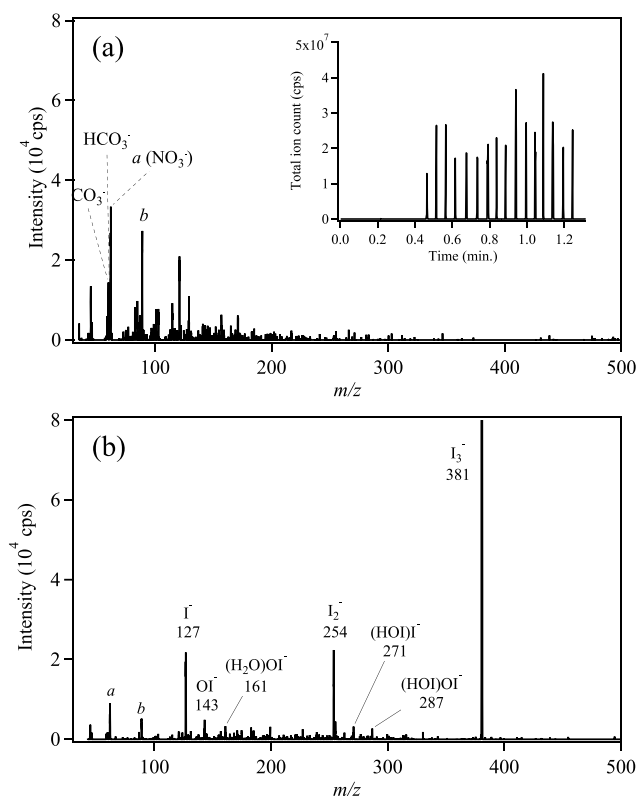 (a)
Intensity (10⁴ cps)
8
6
4
2
0
HCO₃⁻
a (NO₃⁻)
CO₃⁻
b
Total ion count (cps)
5x10⁷
4
3
2
1
0
0.0 0.2 0.4 0.6 0.8 1.0 1.2
Time (min.)
100 200 300 400 500
m/z
(b)
Intensity (10⁴ cps)
8
6
4
2
0
I₃⁻
381
I⁻
127
I₂⁻
254
(HOI)I⁻
271
(H₂O)OI⁻
161
OI⁻
143
(HOI)OI⁻
287
a
b
100 200 300 400 500
m/z